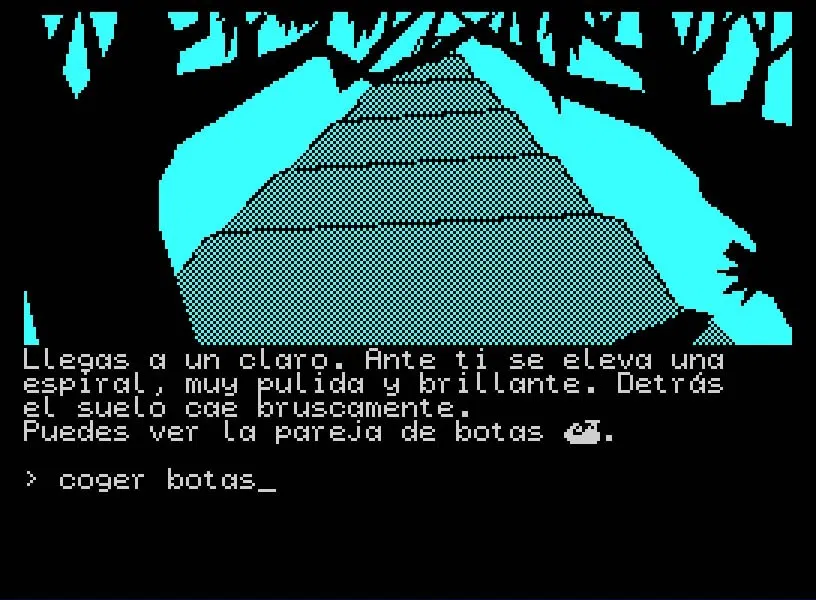 Llegas a un claro. Ante ti se eleva una
espiral, muy pulida y brillante. Detrás
el suelo cae bruscamente.
Puedes ver la pareja de botas .
> coger botas_